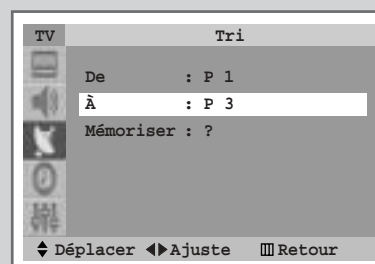 TV Tri
De : P 1
À : P 3
Mémoriser : ?
Déplacer Ajuste Retour